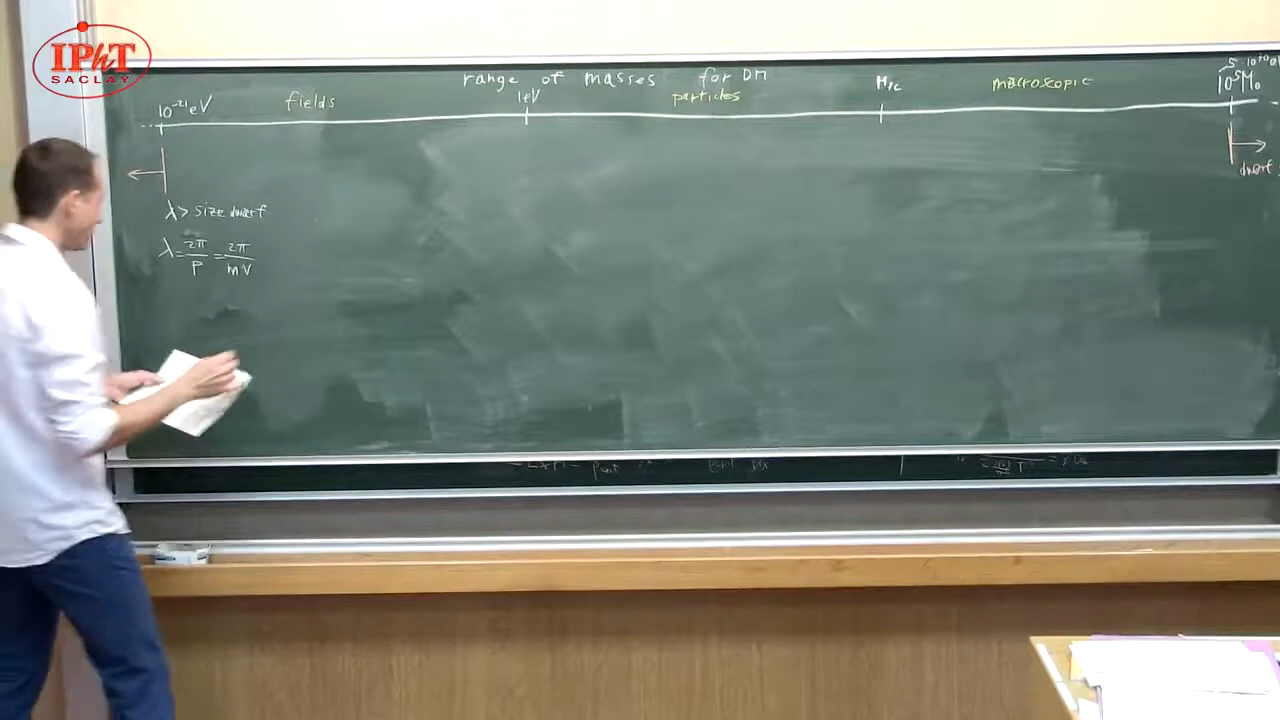 IPhT
SACLAY
range of masses for DM
10⁻²¹eV
fields
1eV
particles
MPL
macroscopic
10⁵M⊙
dwarf
λ > size dwarf
λ = 2π/p = 2π/mv